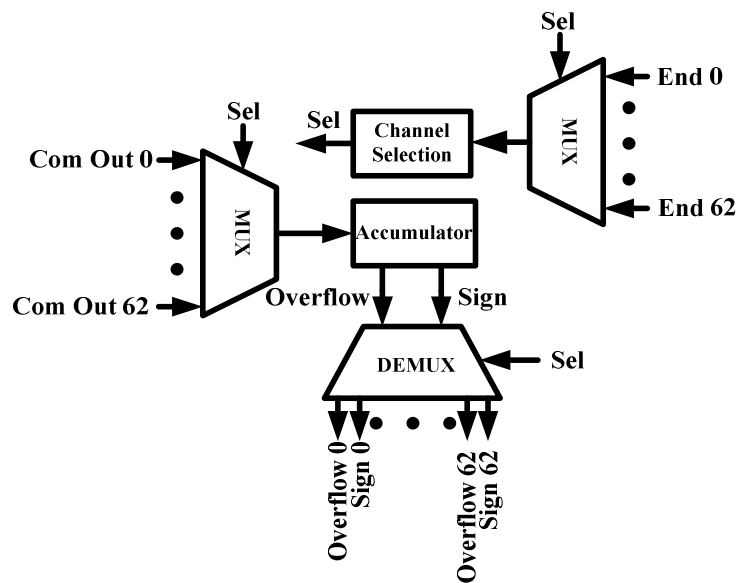 Sel
End 0
Sel
Sel
Channel
Selection
MUX
Com Out 0
MUX
End 62
Accumulator
Com Out 62
Overflow
Sign
DEMUX
Sel
Overflow 0
Sign 0
Overflow 62
Sign 62